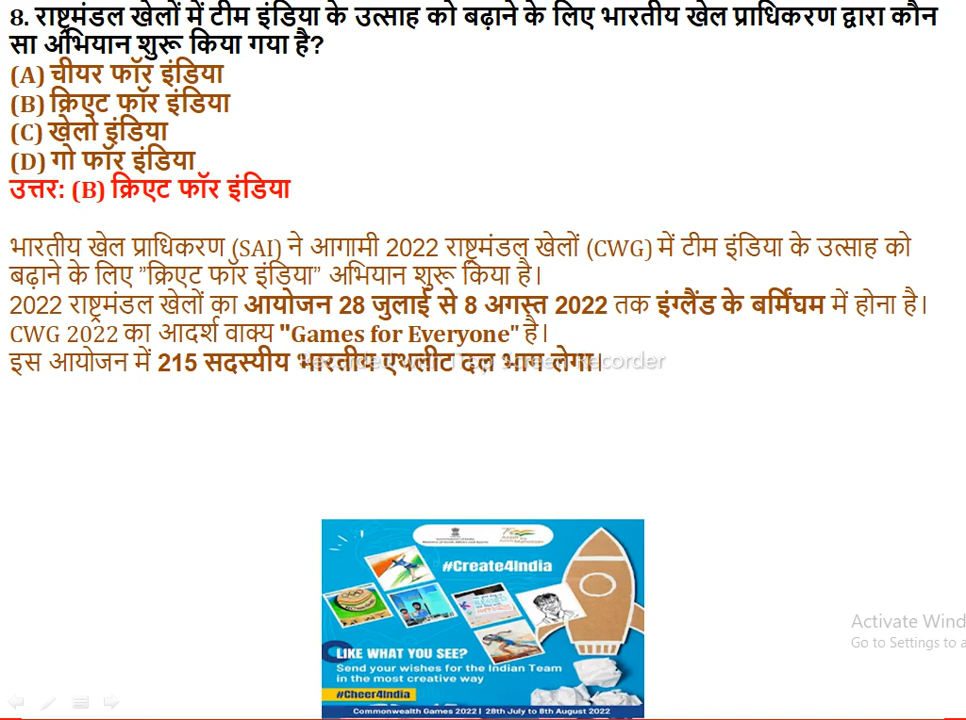 8. राष्ट्रमंडल खेलों में टीम इंडिया के उत्साह को बढ़ाने के लिए भारतीय खेल प्राधिकरण द्वारा कौन
सा अभियान शुरू किया गया है?
(A) चीयर फॉर इंडिया
(B) क्रिएट फॉर इंडिया
(C) खेलो इंडिया
(D) गो फॉर इंडिया
उत्तर: (B) क्रिएट फॉर इंडिया
भारतीय खेल प्राधिकरण (SAI) ने आगामी 2022 राष्ट्रमंडल खेलों (CWG) में टीम इंडिया के उत्साह को
बढ़ाने के लिए ”क्रिएट फॉर इंडिया” अभियान शुरू किया है।
2022 राष्ट्रमंडल खेलों का आयोजन 28 जुलाई से 8 अगस्त 2022 तक इंग्लैंड के बर्मिंघम में होना है।
CWG 2022 का आदर्श वाक्य "Games for Everyone" है।
इस आयोजन में 215 सदस्यीय भारतीय एथलीट दल भाग लेगा।
Screen Recorder
#Create4India
LIKE WHAT YOU SEE?
Send your wishes for the Indian Team
in the most creative way
#Cheer4India
Commonwealth Games 2022 | 28th July to 8th August 2022
Activate Wind
Go to Settings to a